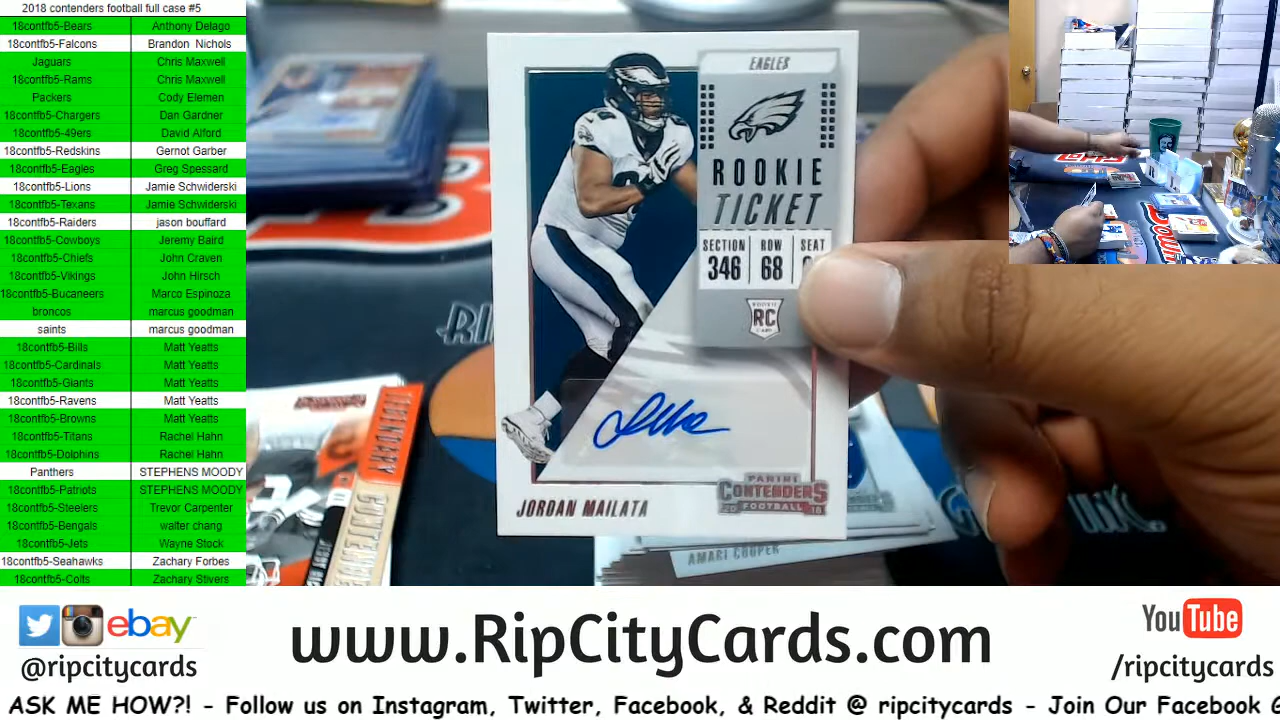 2018 contenders football full case #5
18contfb5-Bears Anthony Delago
18contfb5-Falcons Brandon Nichols
Jaguars Chris Maxwell
18contfb5-Rams Chris Maxwell
Packers Cody Elemen
18contfb5-Chargers Dan Gardner
18contfb5-49ers David Alford
18contfb5-Redskins Gernot Garber
18contfb5-Eagles Greg Spessard
18contfb5-Lions Jamie Schwiderski
18contfb5-Texans Jamie Schwiderski
18contfb5-Raiders jason bouffard
18contfb5-Cowboys Jeremy Baird
18contfb5-Chiefs John Craven
18contfb5-Vikings John Hirsch
18contfb5-Bucaneers Marco Espinoza
broncos marcus goodman
saints marcus goodman
18contfb5-Bills Matt Yeatts
18contfb5-Cardinals Matt Yeatts
18contfb5-Giants Matt Yeatts
18contfb5-Ravens Matt Yeatts
18contfb5-Browns Matt Yeatts
18contfb5-Titans Rachel Hahn
18contfb5-Dolphins Rachel Hahn
Panthers STEPHENS MOODY
18contfb5-Patriots STEPHENS MOODY
18contfb5-Steelers Trevor Carpenter
18contfb5-Bengals walter chang
18contfb5-Jets Wayne Stock
18contfb5-Seahawks Zachary Forbes
18contfb5-Colts Zachary Stivers
EAGLES
ROOKIE
TICKET
SECTION ROW SEAT
346 68
ROOKIE
RC
CARD
JORDAN MAILATA
PANINI
CONTENDERS
2018 FOOTBALL
AMARI COOPER
LEGENDARY
ebay
@ripcitycards
www.RipCityCards.com
YouTube
/ripcitycards
ASK ME HOW?! - Follow us on Instagram, Twitter, Facebook, & Reddit @ ripcitycards - Join Our Facebook G